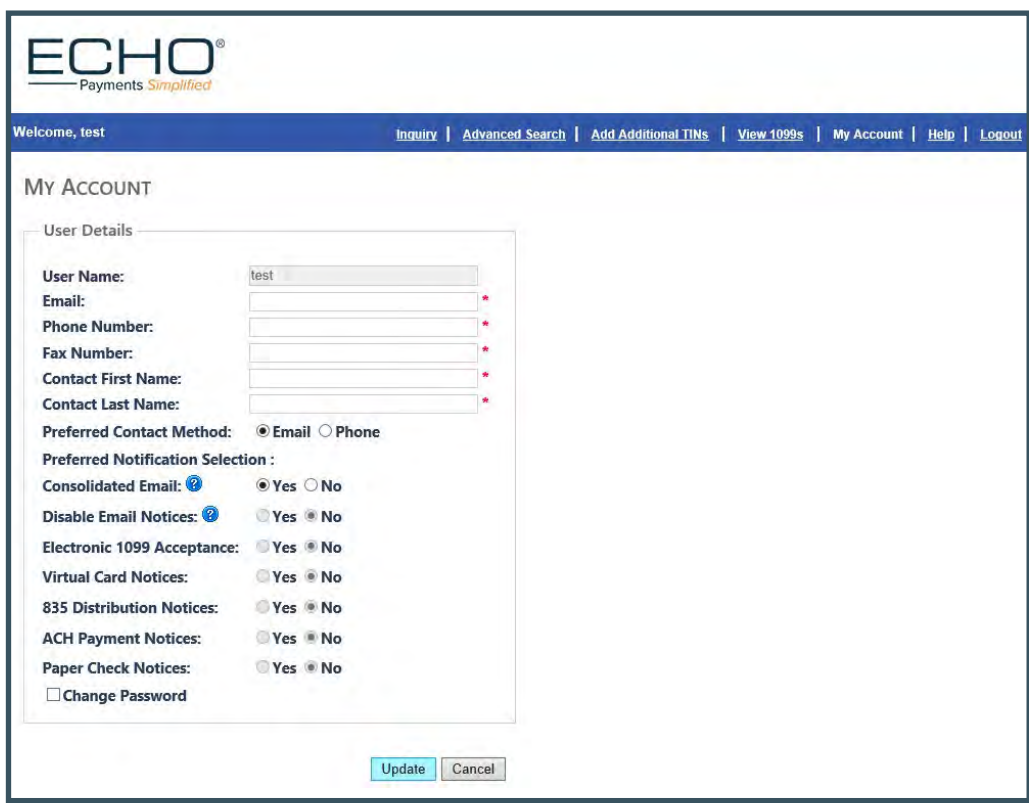 ECHO®
Payments Simplified
Welcome, test
Inquiry | Advanced Search | Add Additional TINs | View 1099s | My Account | Help | Logout
MY ACCOUNT
User Details
User Name: test
Email: *
Phone Number: *
Fax Number: *
Contact First Name: *
Contact Last Name: *
Preferred Contact Method: Email Phone
Preferred Notification Selection :
Consolidated Email: ? Yes No
Disable Email Notices: ? Yes No
Electronic 1099 Acceptance: Yes No
Virtual Card Notices: Yes No
835 Distribution Notices: Yes No
ACH Payment Notices: Yes No
Paper Check Notices: Yes No
Change Password
Update Cancel